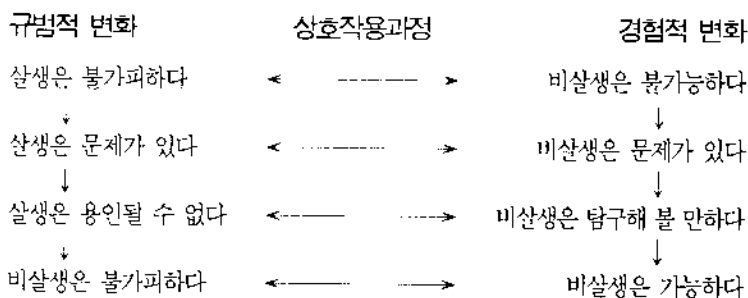 규범적 변화 상호작용과정 경험적 변화
살생은 불가피하다 비살생은 불가능하다
살생은 문제가 있다 비살생은 문제가 있다
살생은 용인될 수 없다 비살생은 탐구해 볼 만하다
비살생은 불가피하다 비살생은 가능하다